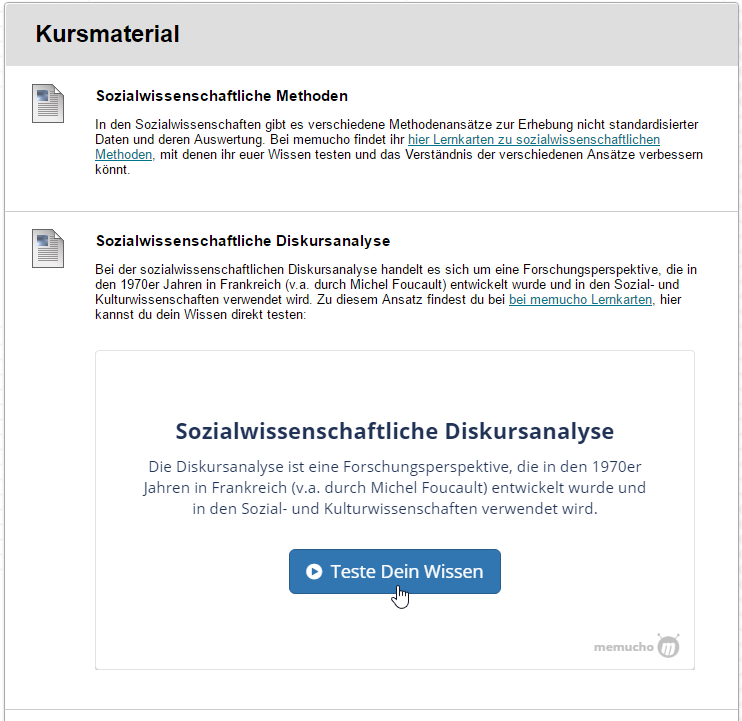 Kursmaterial
Sozialwissenschaftliche Methoden
In den Sozialwissenschaften gibt es verschiedene Methodenansätze zur Erhebung nicht standardisierter
Daten und deren Auswertung. Bei memucho findet ihr hier Lernkarten zu sozialwissenschaftlichen
Methoden, mit denen ihr euer Wissen testen und das Verständnis der verschiedenen Ansätze verbessern
könnt.
Sozialwissenschaftliche Diskursanalyse
Bei der sozialwissenschaftlichen Diskursanalyse handelt es sich um eine Forschungsperspektive, die in
den 1970er Jahren in Frankreich (v.a. durch Michel Foucault) entwickelt wurde und in den Sozial- und
Kulturwissenschaften verwendet wird. Zu diesem Ansatz findest du bei bei memucho Lernkarten, hier
kannst du dein Wissen direkt testen:
Sozialwissenschaftliche Diskursanalyse
Die Diskursanalyse ist eine Forschungsperspektive, die in den 1970er
Jahren in Frankreich (v.a. durch Michel Foucault) entwickelt wurde und
in den Sozial- und Kulturwissenschaften verwendet wird.
Teste Dein Wissen
memucho m